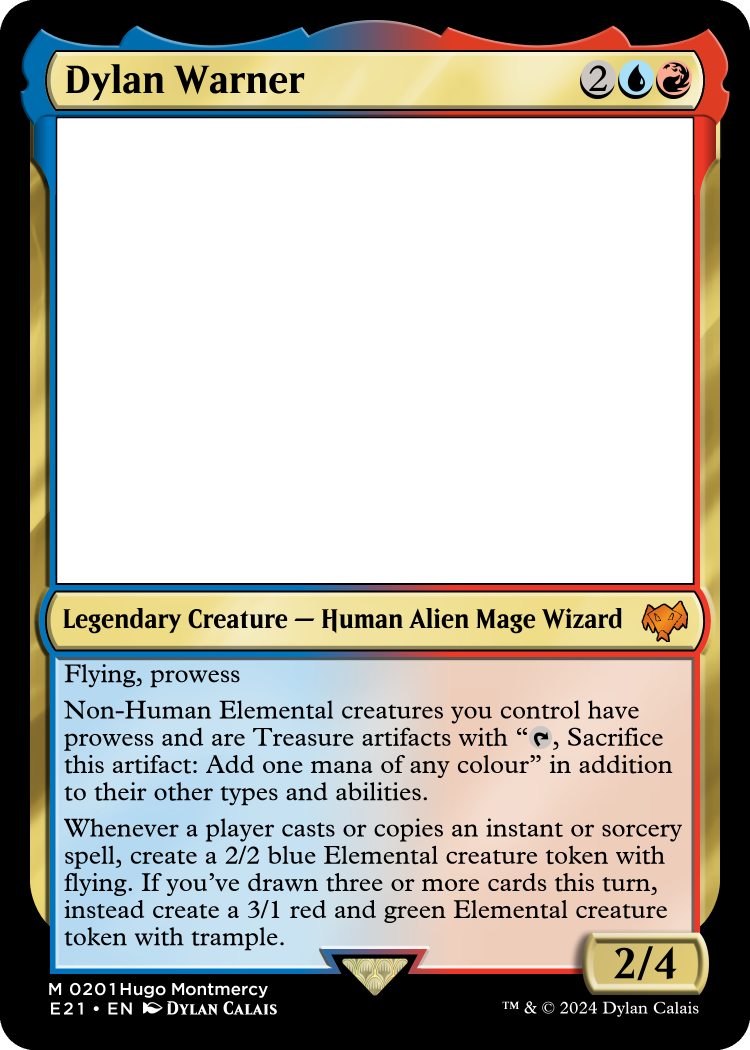 Dylan Warner 2
Legendary Creature — Human Alien Mage Wizard
Flying, prowess
Non-Human Elemental creatures you control have
prowess and are Treasure artifacts with “, Sacrifice
this artifact: Add one mana of any colour” in addition
to their other types and abilities.
Whenever a player casts or copies an instant or sorcery
spell, create a 2/2 blue Elemental creature token with
flying. If you’ve drawn three or more cards this turn,
instead create a 3/1 red and green Elemental creature
token with trample.
2/4
M 0201 Hugo Montmercy
E21 • EN Dylan Calais
™ & © 2024 Dylan Calais